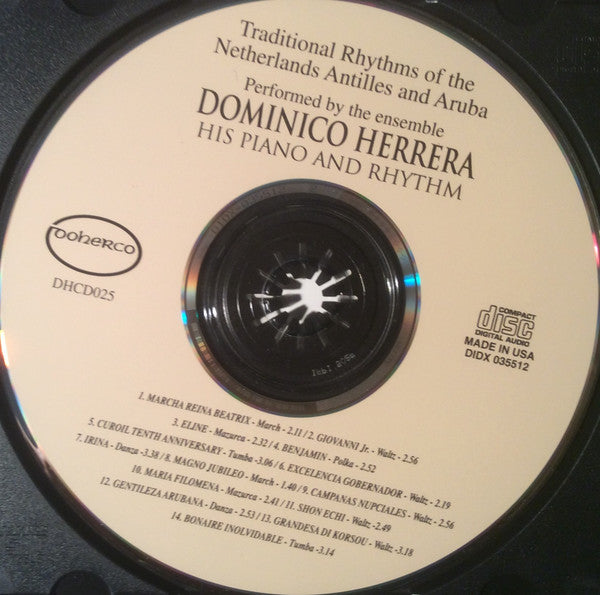 Traditional Rhythms of the
Netherlands Antilles and Aruba
Performed by the ensemble
DOMINICO HERRERA
HIS PIANO AND RHYTHM
DOHERCO
DHCD025
COMPACT
disc
DIGITAL AUDIO
MADE IN USA
DIDX 035512
1. MARCHA REINA BEATRIX - March - 2.11 / 2. GIOVANNI Jr. - Waltz - 2.56
3. ELINE - Mazurca - 2.32 / 4. BENJAMIN - Polka - 2.52
5. CUROIL TENTH ANNIVERSARY - Tumba - 3.06 / 6. EXCELENCIA GOBERNADOR - Waltz - 2.19
7. IRINA - Danza - 3.38 / 8. MAGNO JUBILEO - March - 1.40 / 9. CAMPANAS NUPCIALES - Waltz - 2.56
10. MARIA FILOMENA - Mazurca - 2.41 / 11. SHON ECHI - Waltz - 2.49
12. GENTILEZA ARUBANA - Danza - 2.53 / 13. GRANDESA DI KORSOU - Waltz - 3.18
14. BONAIRE INOLVIDABLE - Tumba - 3.14